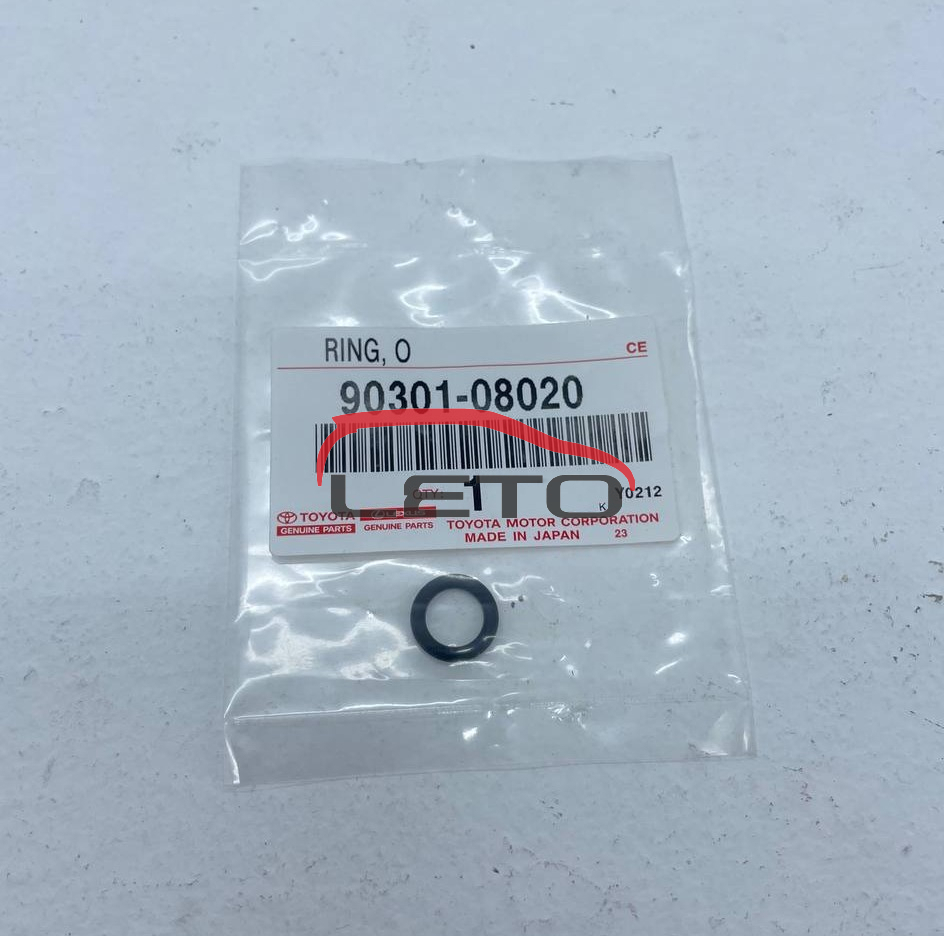 RING, O
CE
90301-08020
LETO
QTY: 1
Y0212
K
TOYOTA
GENUINE PARTS
LEXUS
GENUINE PARTS
TOYOTA MOTOR CORPORATION
MADE IN JAPAN 23